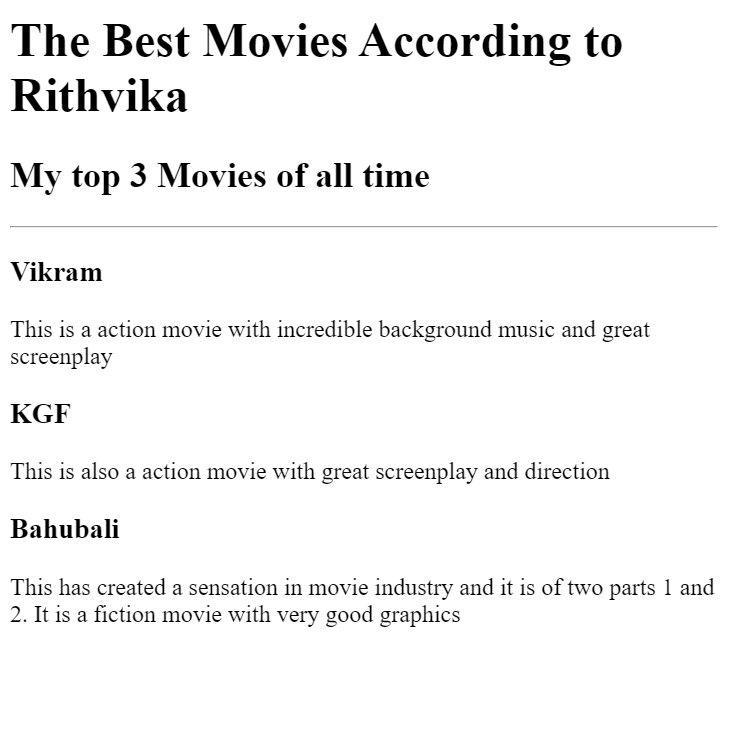 The Best Movies According to
Rithvika
My top 3 Movies of all time
Vikram
This is a action movie with incredible background music and great
screenplay
KGF
This is also a action movie with great screenplay and direction
Bahubali
This has created a sensation in movie industry and it is of two parts 1 and
2. It is a fiction movie with very good graphics